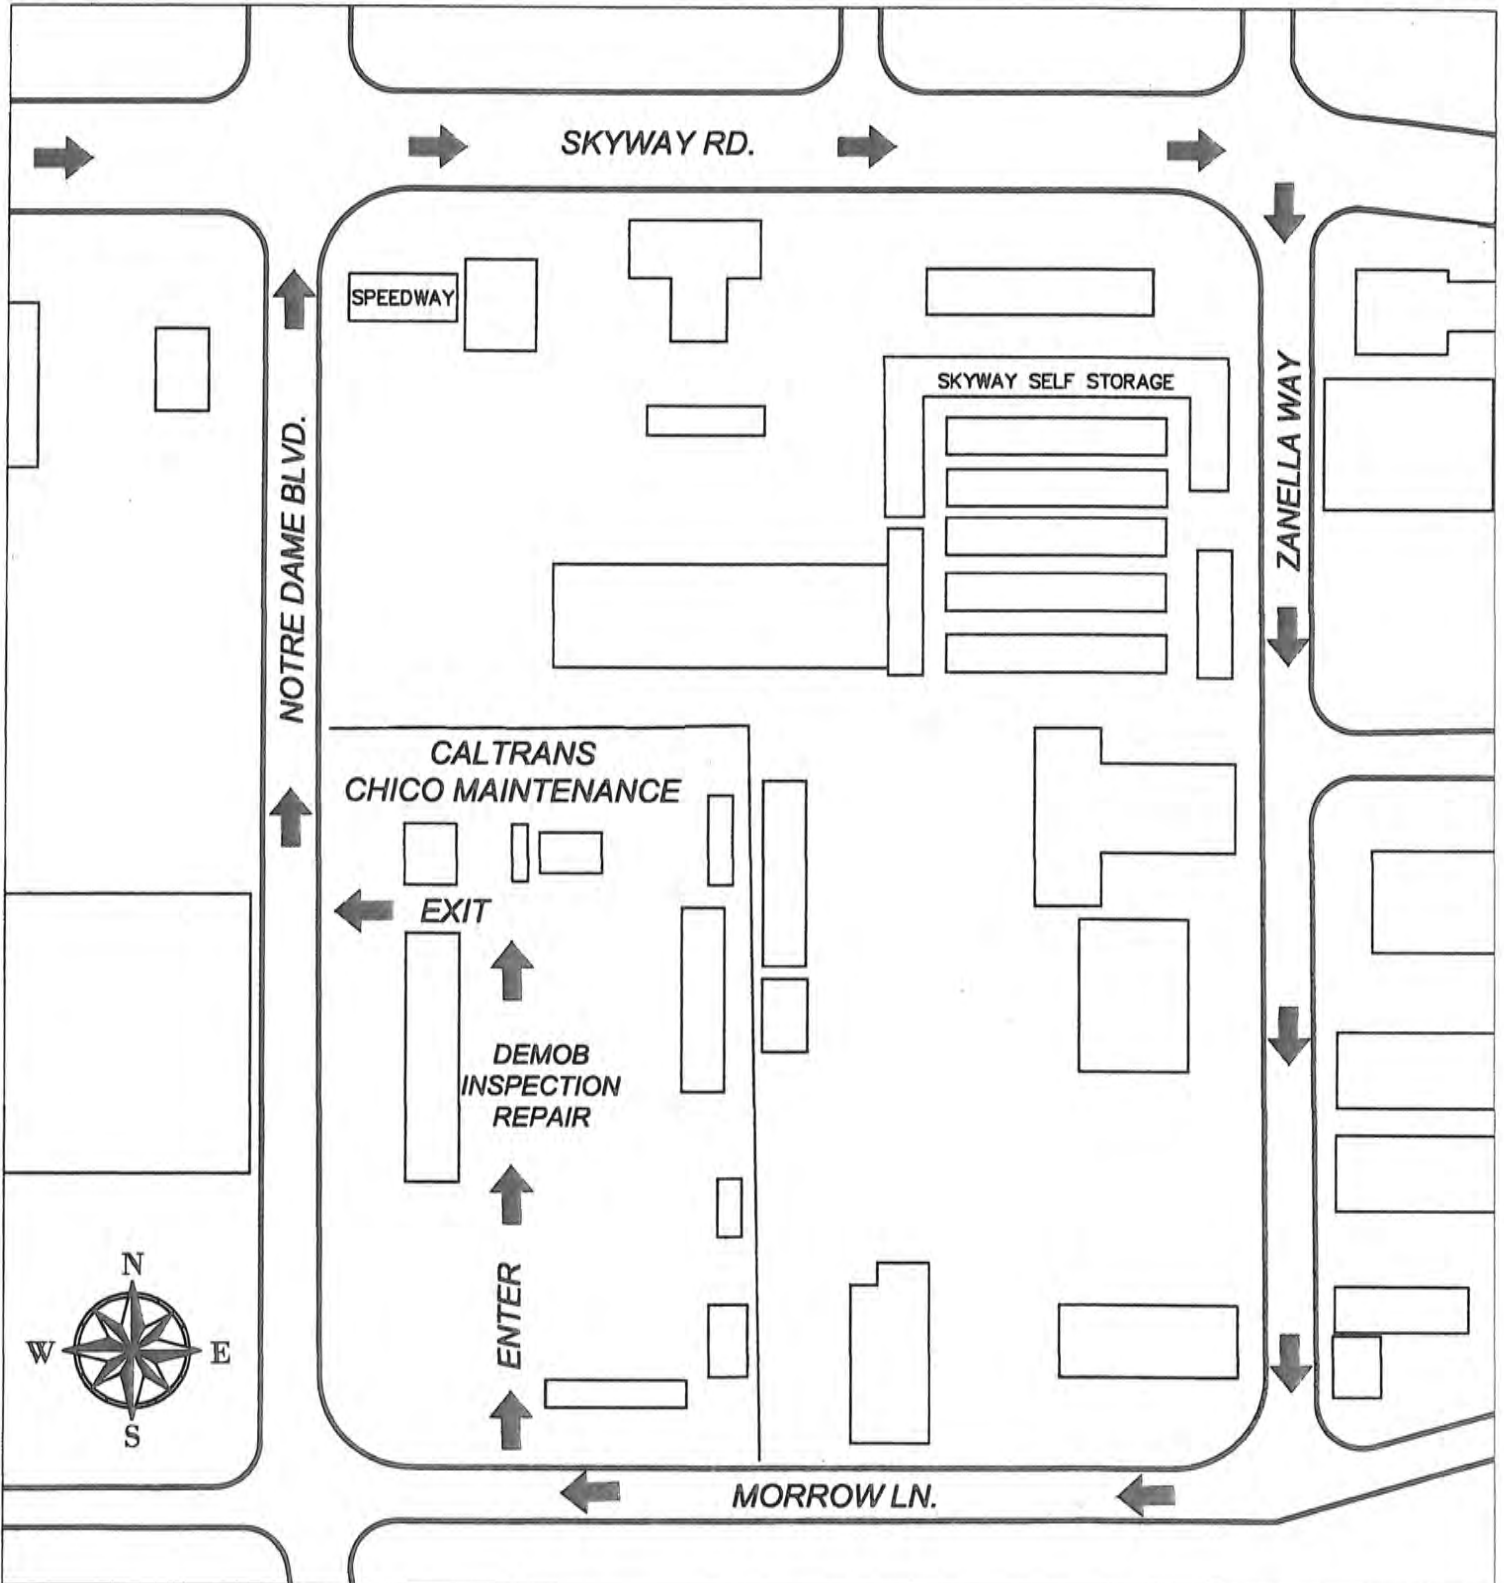 SKYWAY RD.
SPEEDWAY
SKYWAY SELF STORAGE
ZANELLA WAY
NOTRE DAME BLVD.
CALTRANS
CHICO MAINTENANCE
EXIT
DEMOB
INSPECTION
REPAIR
ENTER
N
W
E
S
MORROW LN.